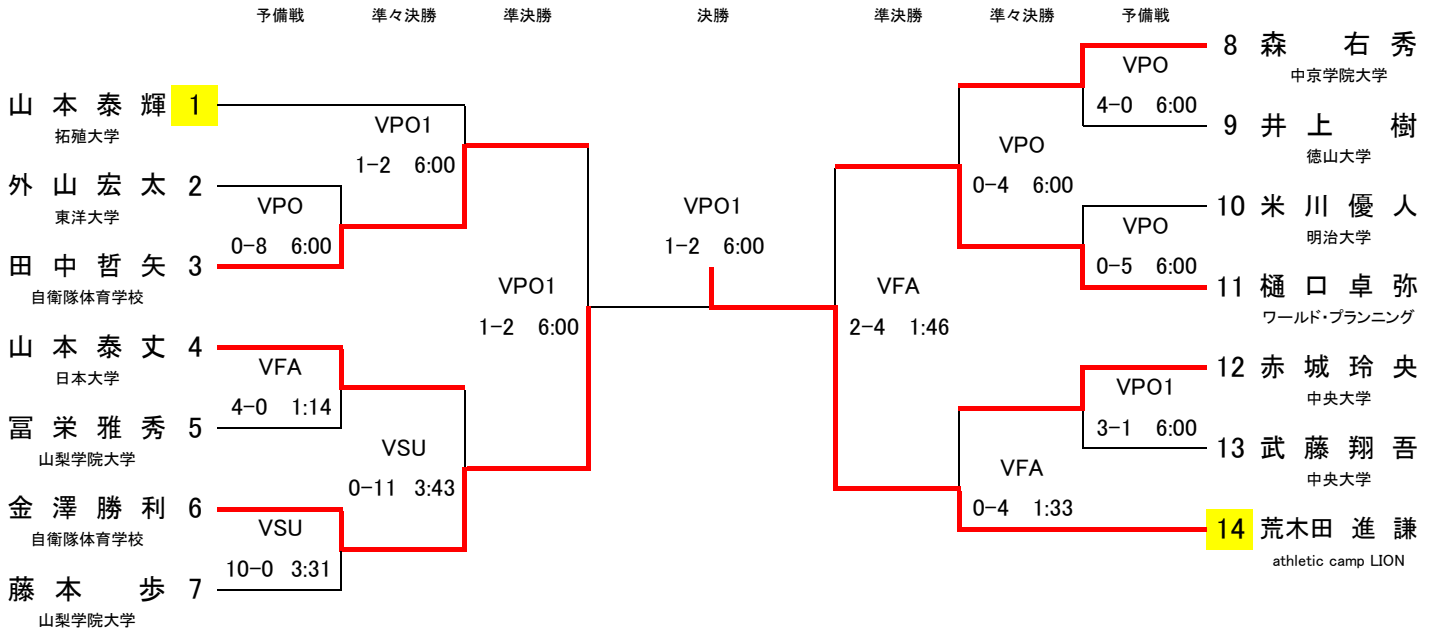 予備戦 準々決勝 準決勝 決勝 準決勝 準々決勝 予備戦
山本泰輝 1
拓殖大学
外山宏太 2
東洋大学
田中哲矢 3
自衛隊体育学校
山本泰丈 4
日本大学
冨栄雅秀 5
山梨学院大学
金澤勝利 6
自衛隊体育学校
藤本 歩 7
山梨学院大学
VPO
0-8 6:00
VFA
4-0 1:14
VSU
10-0 3:31
VPO1
1-2 6:00
VSU
0-11 3:43
VPO1
1-2 6:00
VPO1
1-2 6:00
VFA
2-4 1:46
VPO
0-4 6:00
VFA
0-4 1:33
VPO
4-0 6:00
VPO
0-5 6:00
VPO1
3-1 6:00
8 森 右秀
中京学院大学
9 井上 樹
徳山大学
10 米川優人
明治大学
11 樋口卓弥
ワールド・プランニング
12 赤城玲央
中央大学
13 武藤翔吾
中央大学
14 荒木田進謙
athletic camp LION